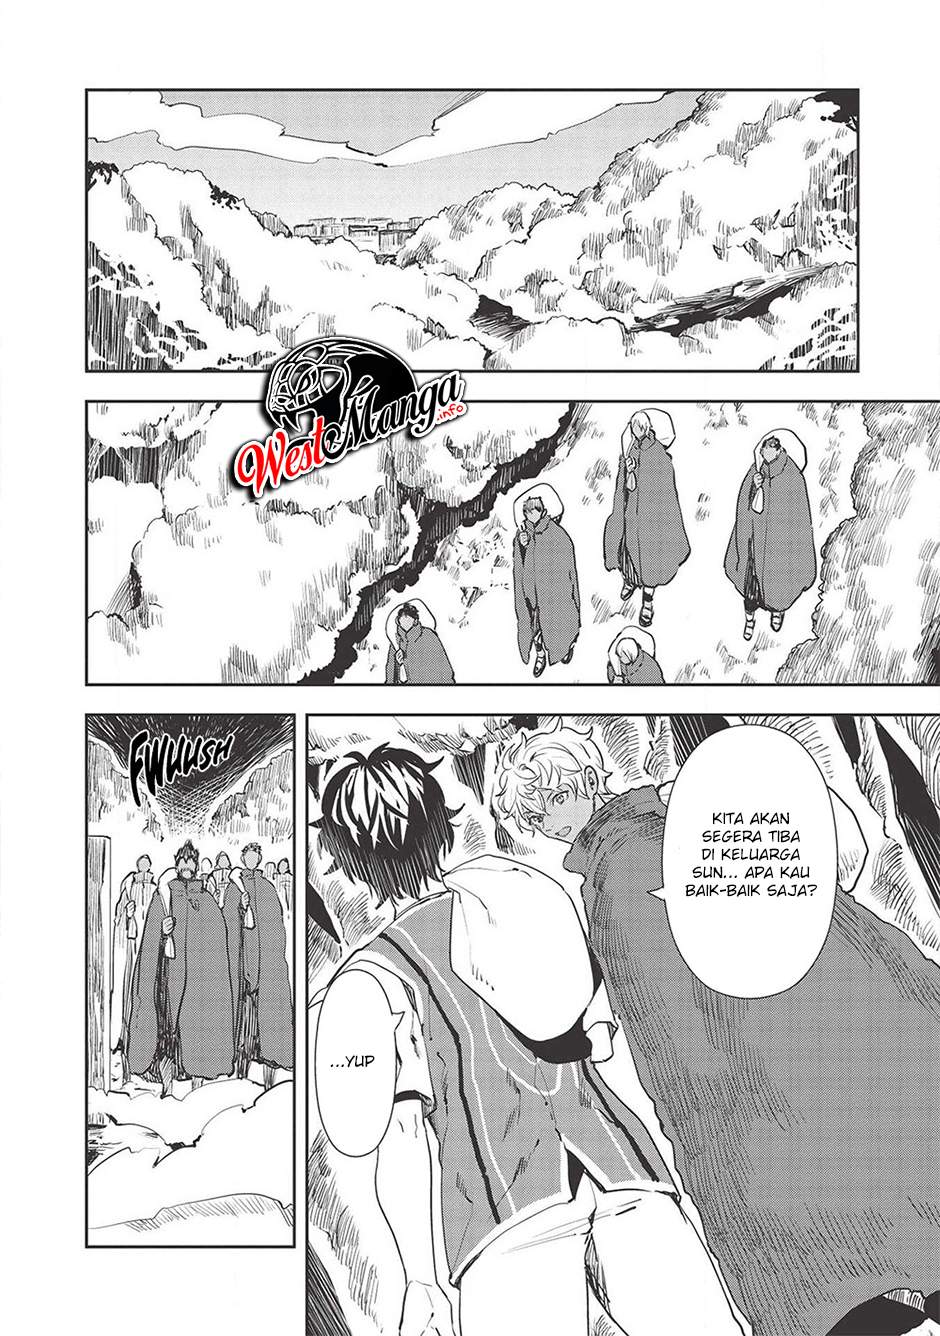 WestManga
.info
KITA AKAN
SEGERA TIBA
DI KELUARGA
SUN... APA KAU
BAIK-BAIK SAJA?
...YUP
FWUUSH